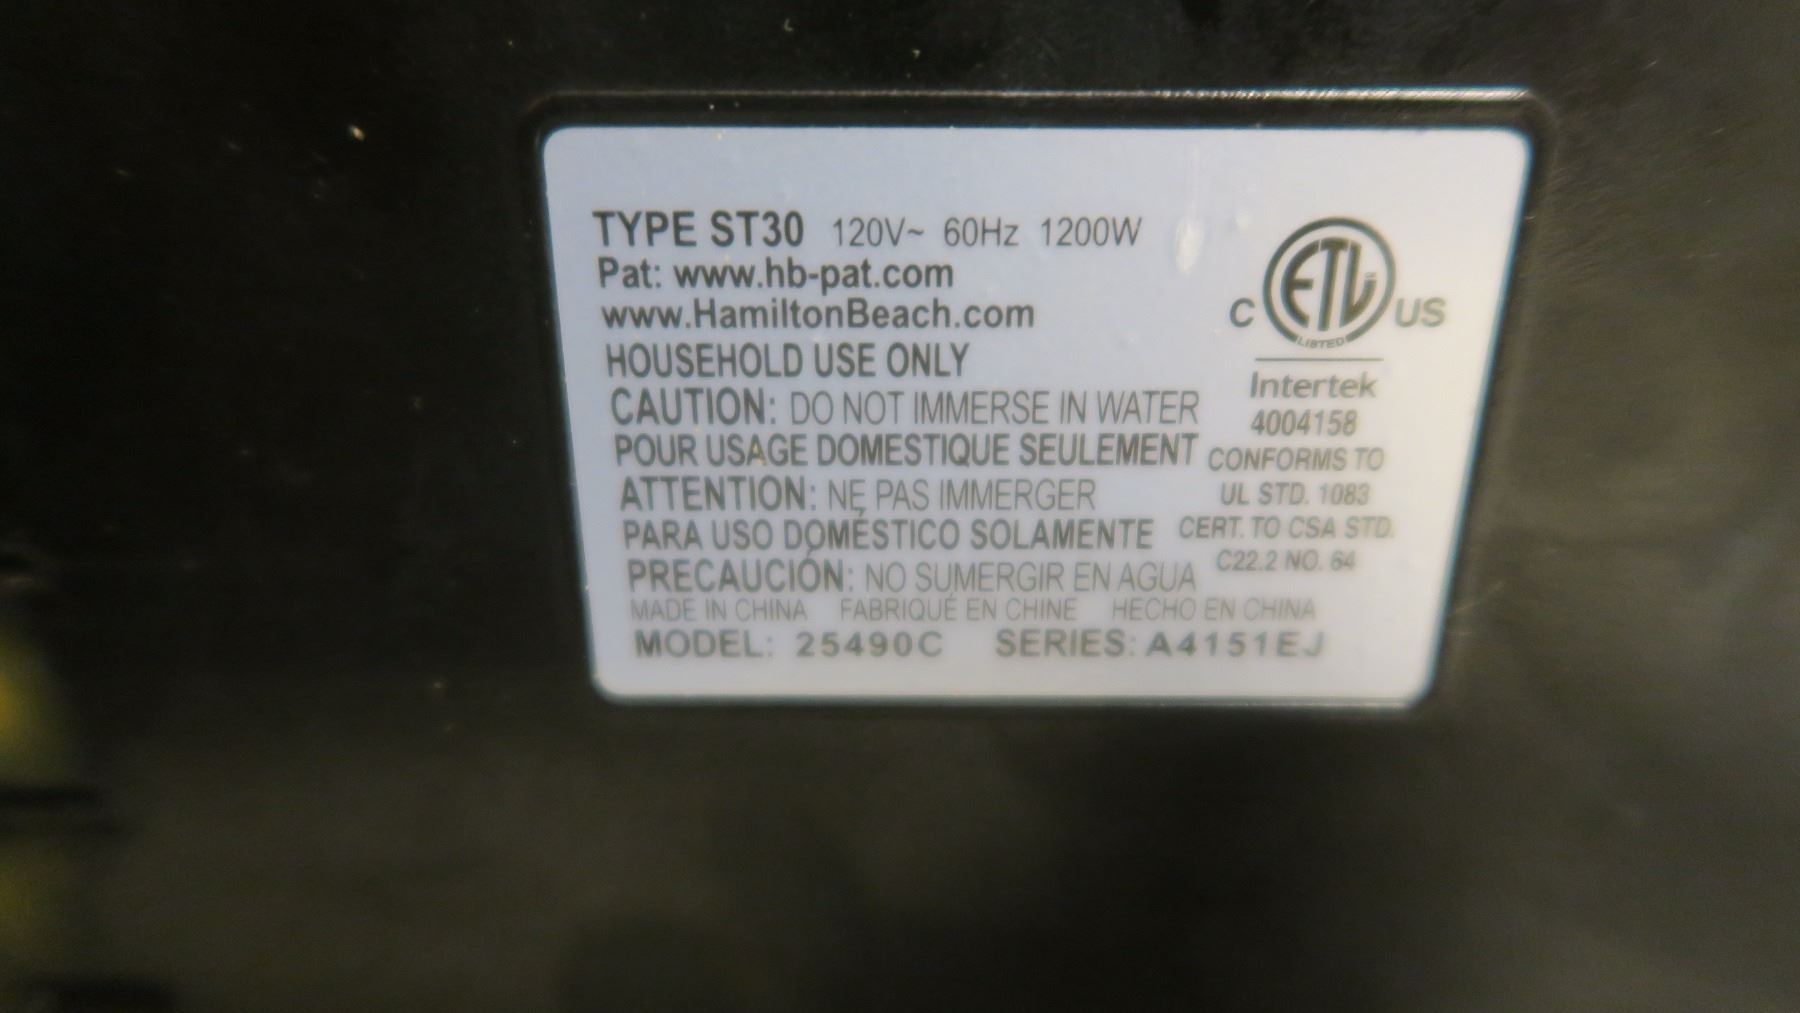 TYPE ST30 120V~ 60Hz 1200W
Pat: www.hb-pat.com
www.HamiltonBeach.com
HOUSEHOLD USE ONLY
CAUTION: DO NOT IMMERSE IN WATER
POUR USAGE DOMESTIQUE SEULEMENT
ATTENTION: NE PAS IMMERGER
PARA USO DOMÉSTICO SOLAMENTE
PRECAUCIÓN: NO SUMERGIR EN AGUA
MADE IN CHINA FABRIQUÉ EN CHINE HECHO EN CHINA
MODEL: 25490C SERIES: A4151EJ
C ETL US
LISTED
Intertek
4004158
CONFORMS TO
UL STD. 1083
CERT. TO CSA STD.
C22.2 NO. 64